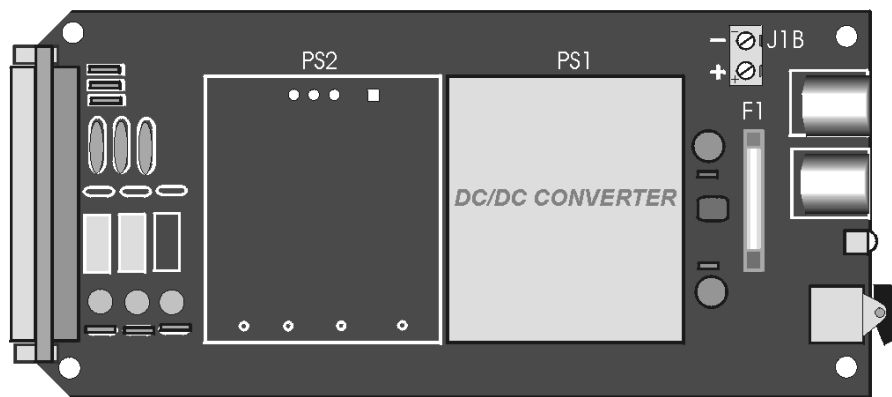 − J1B
PS2 PS1
+
F1
DC/DC CONVERTER